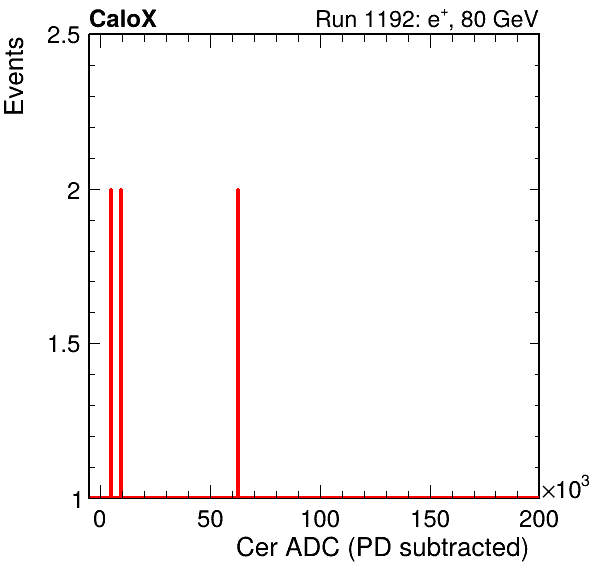 CaloX Run 1192: e⁺, 80 GeV
Events
2.5
2
1.5
1
0 50 100 150 200
×10³
Cer ADC (PD subtracted)